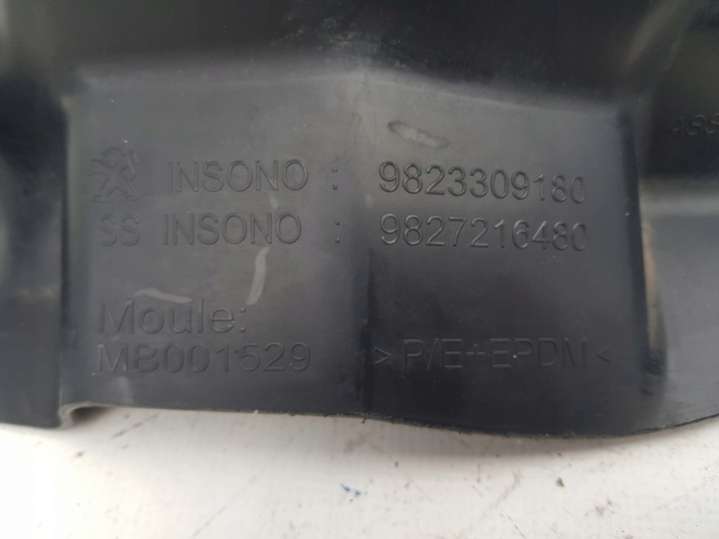 INSONO : 9823309180
SS INSONO : 9827216480
Moule:
MB001529 >P/E+EPDM<